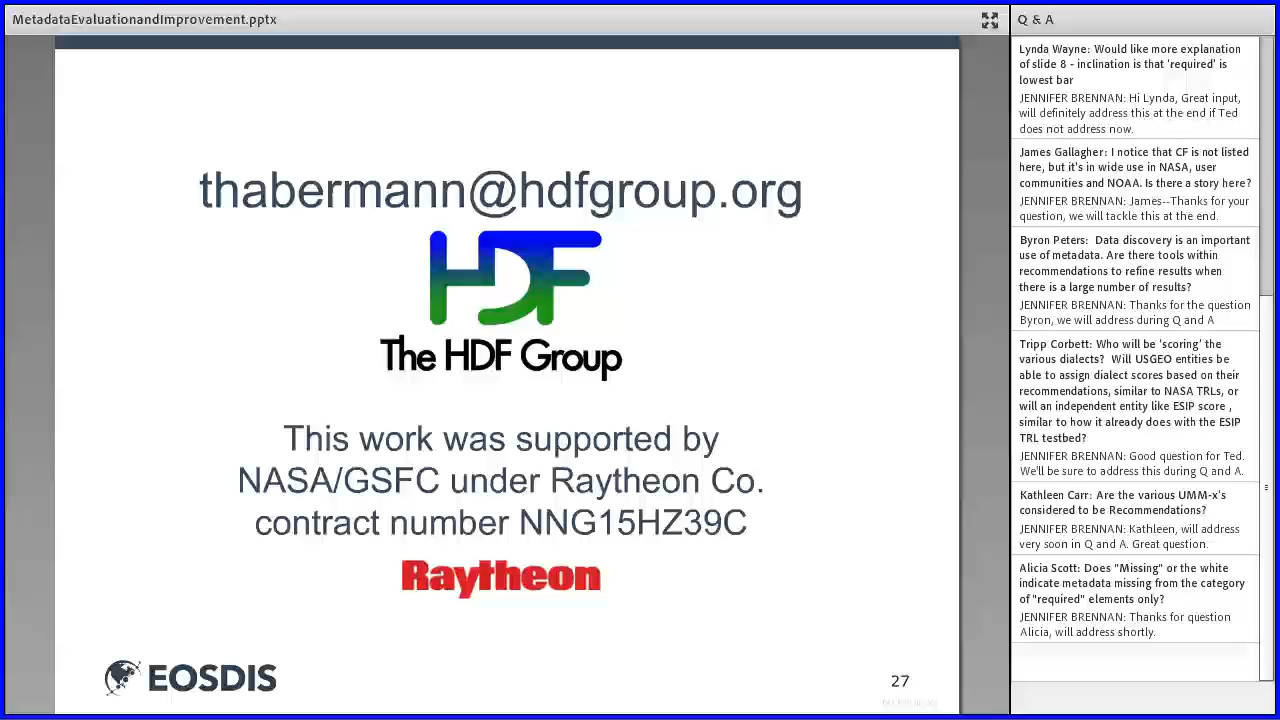 MetadataEvaluationandImprovement.pptx
thabermann@hdfgroup.org
HDF
The HDF Group
This work was supported by
NASA/GSFC under Raytheon Co.
contract number NNG15HZ39C
Raytheon
EOSDIS
27
Q & A
Lynda Wayne: Would like more explanation
of slide 8 - inclination is that 'required' is
lowest bar
JENNIFER BRENNAN: Hi Lynda, Great input,
will definitely address this at the end if Ted
does not address now.
James Gallagher: I notice that CF is not listed
here, but it's in wide use in NASA, user
communities and NOAA. Is there a story here?
JENNIFER BRENNAN: James--Thanks for your
question, we will tackle this at the end.
Byron Peters: Data discovery is an important
use of metadata. Are there tools within
recommendations to refine results when
there is a large number of results?
JENNIFER BRENNAN: Thanks for the question
Byron, we will address during Q and A
Tripp Corbett: Who will be 'scoring' the
various dialects? Will USGEO entities be
able to assign dialect scores based on their
recommendations, similar to NASA TRLs, or
will an independent entity like ESIP score ,
similar to how it already does with the ESIP
TRL testbed?
JENNIFER BRENNAN: Good question for Ted.
We'll be sure to address this during Q and A.
Kathleen Carr: Are the various UMM-x's
considered to be Recommendations?
JENNIFER BRENNAN: Kathleen, will address
very soon in Q and A. Great question.
Alicia Scott: Does "Missing" or the white
indicate metadata missing from the category
of "required" elements only?
JENNIFER BRENNAN: Thanks for question
Alicia, will address shortly.